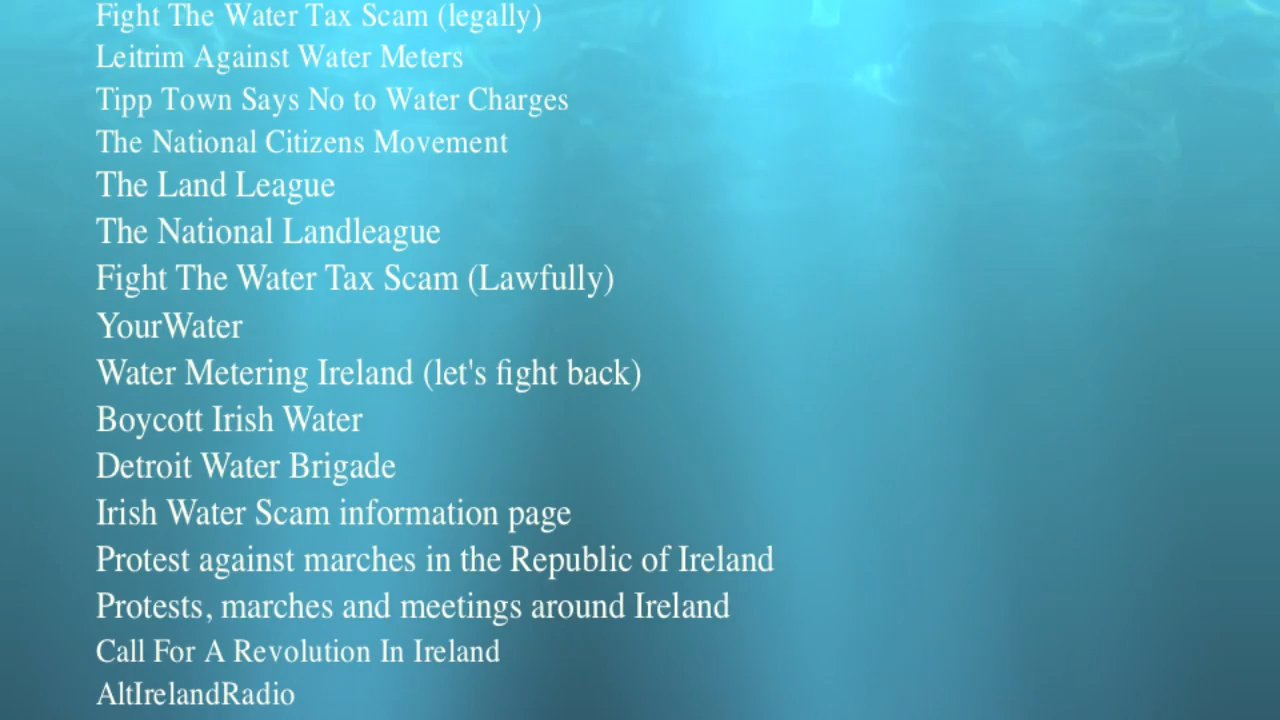 Fight The Water Tax Scam (legally)
Leitrim Against Water Meters
Tipp Town Says No to Water Charges
The National Citizens Movement
The Land League
The National Landleague
Fight The Water Tax Scam (Lawfully)
YourWater
Water Metering Ireland (let's fight back)
Boycott Irish Water
Detroit Water Brigade
Irish Water Scam information page
Protest against marches in the Republic of Ireland
Protests, marches and meetings around Ireland
Call For A Revolution In Ireland
AltIrelandRadio